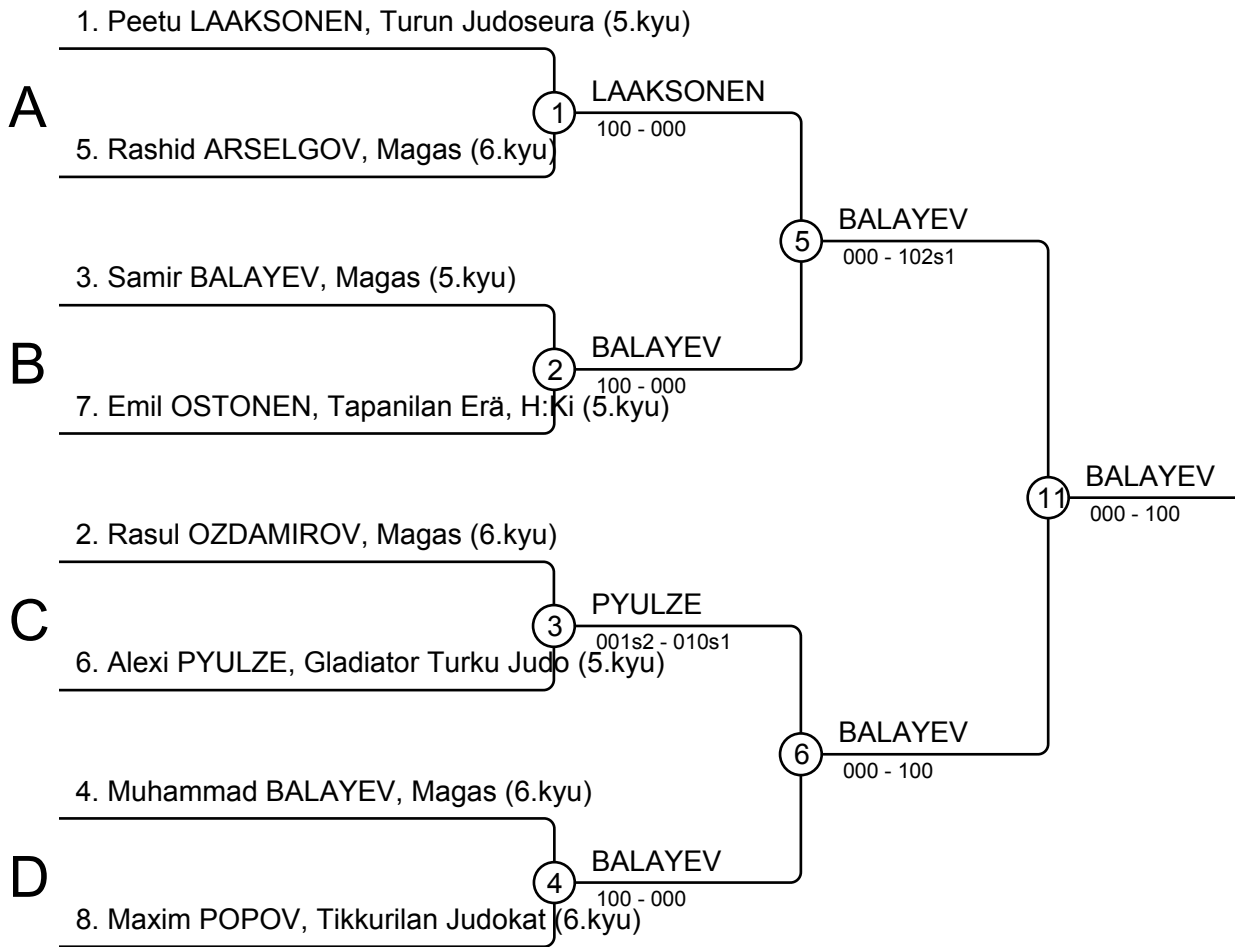 1. Peetu LAAKSONEN, Turun Judoseura (5.kyu)
A
1
LAAKSONEN
100 - 000
5. Rashid ARSELGOV, Magas (6.kyu)
5
BALAYEV
000 - 102s1
3. Samir BALAYEV, Magas (5.kyu)
B
2
BALAYEV
100 - 000
7. Emil OSTONEN, Tapanilan Erä, H:Ki (5.kyu)
11
BALAYEV
000 - 100
2. Rasul OZDAMIROV, Magas (6.kyu)
C
3
PYULZE
001s2 - 010s1
6. Alexi PYULZE, Gladiator Turku Judo (5.kyu)
6
BALAYEV
000 - 100
4. Muhammad BALAYEV, Magas (6.kyu)
D
4
BALAYEV
100 - 000
8. Maxim POPOV, Tikkurilan Judokat (6.kyu)